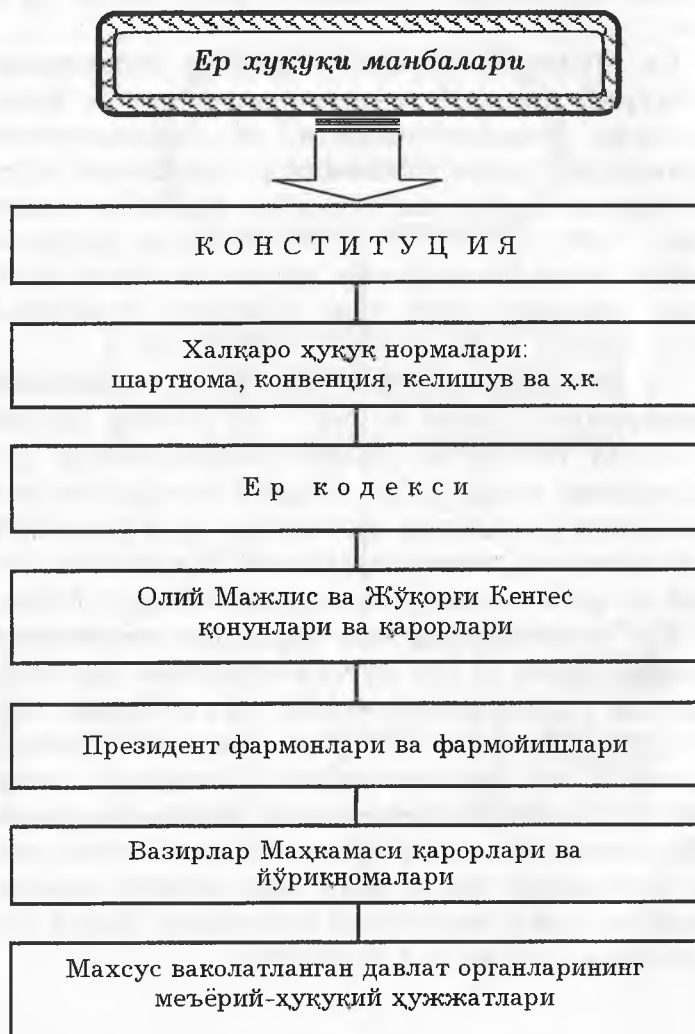 Ер ҳуқуқи манбалари
КОНСТИТУЦИЯ
Халқаро ҳуқуқ нормалари:
шартнома, конвенция, келишув ва ҳ.к.
Ер кодекси
Олий Мажлис ва Жўқорғи Кенгес
қонунлари ва қарорлари
Президент фармонлари ва фармойишлари
Вазирлар Маҳкамаси қарорлари ва
йўриқномалари
Махсус ваколатланган давлат органларининг
меъёрий-ҳуқуқий ҳужжатлари